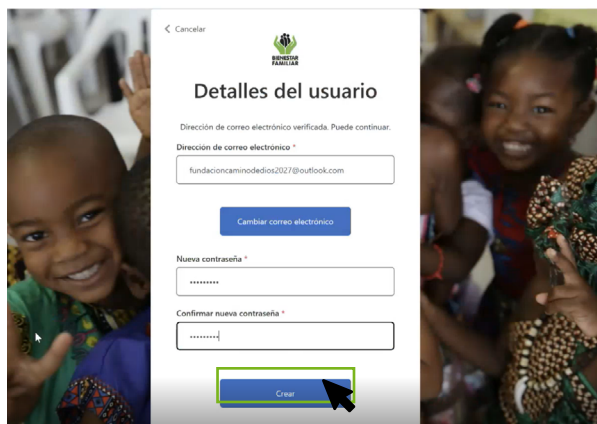 Cancelar
BIENESTAR
FAMILIAR
Detalles del usuario
Dirección de correo electrónico verificada. Puede continuar.
Dirección de correo electrónico *
fundacioncaminodedios2027@outlook.com
Cambiar correo electrónico
Nueva contraseña *
•••••••••
Confirmar nueva contraseña *
•••••••••
Crear